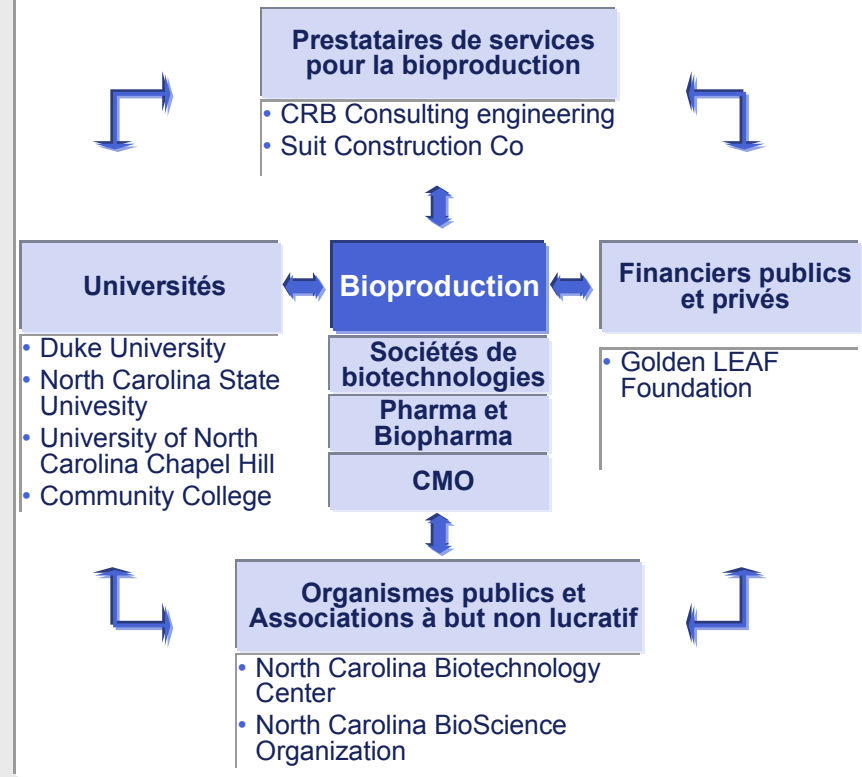 Prestataires de services
pour la bioproduction
• CRB Consulting engineering
• Suit Construction Co
Universités
• Duke University
• North Carolina State
Univesity
• University of North
Carolina Chapel Hill
• Community College
Bioproduction
Sociétés de
biotechnologies
Pharma et
Biopharma
CMO
Financiers publics
et privés
• Golden LEAF
Foundation
Organismes publics et
Associations à but non lucratif
• North Carolina Biotechnology
Center
• North Carolina BioScience
Organization